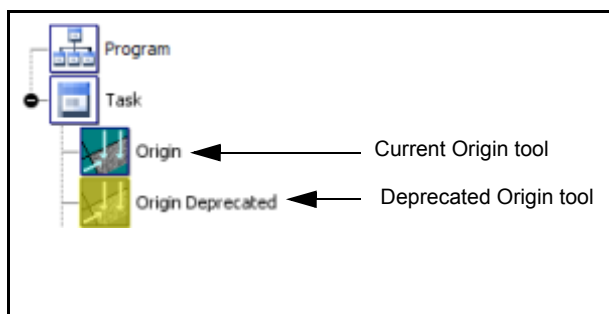 Program
Task
Origin
Current Origin tool
Origin Deprecated
Deprecated Origin tool